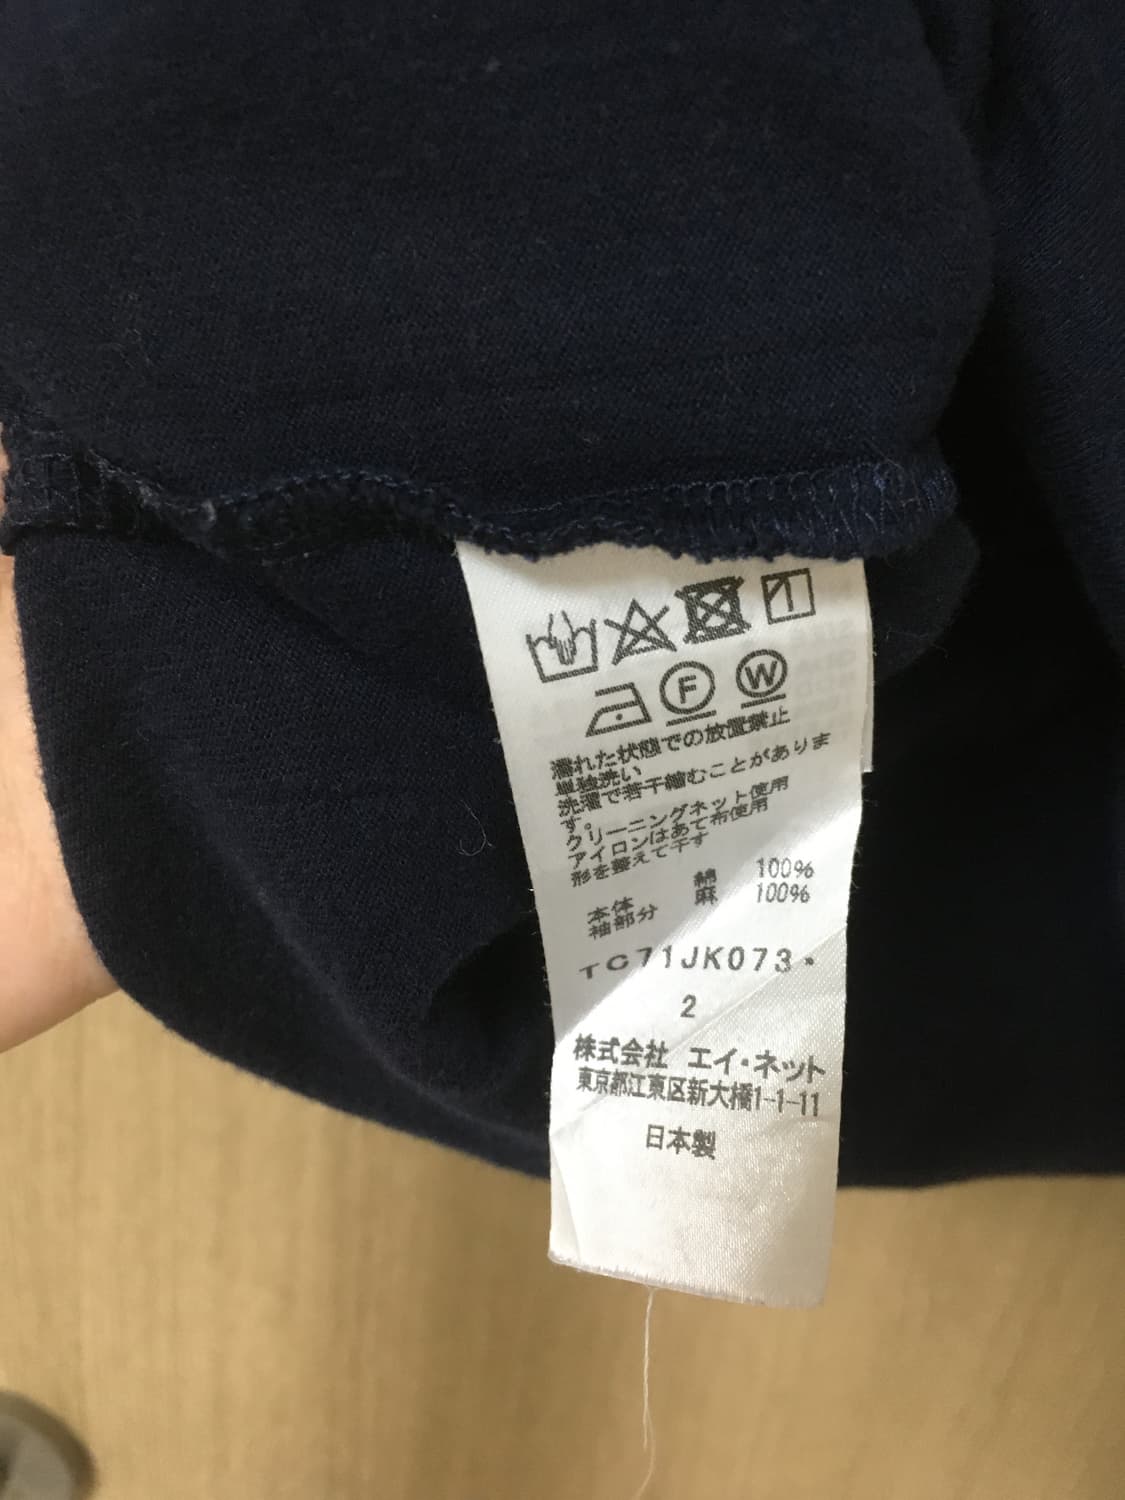 F W
濡れた状態での放置禁止
単独洗い
洗濯で若干縮むことがありま
す。
クリーニングネット使用
アイロンはあて布使用
形を整えて干す
本体 綿 100%
袖部分 麻 100%
TC71JK073・
2
株式会社 エイ・ネット
東京都江東区新大橋1-1-11
日本製